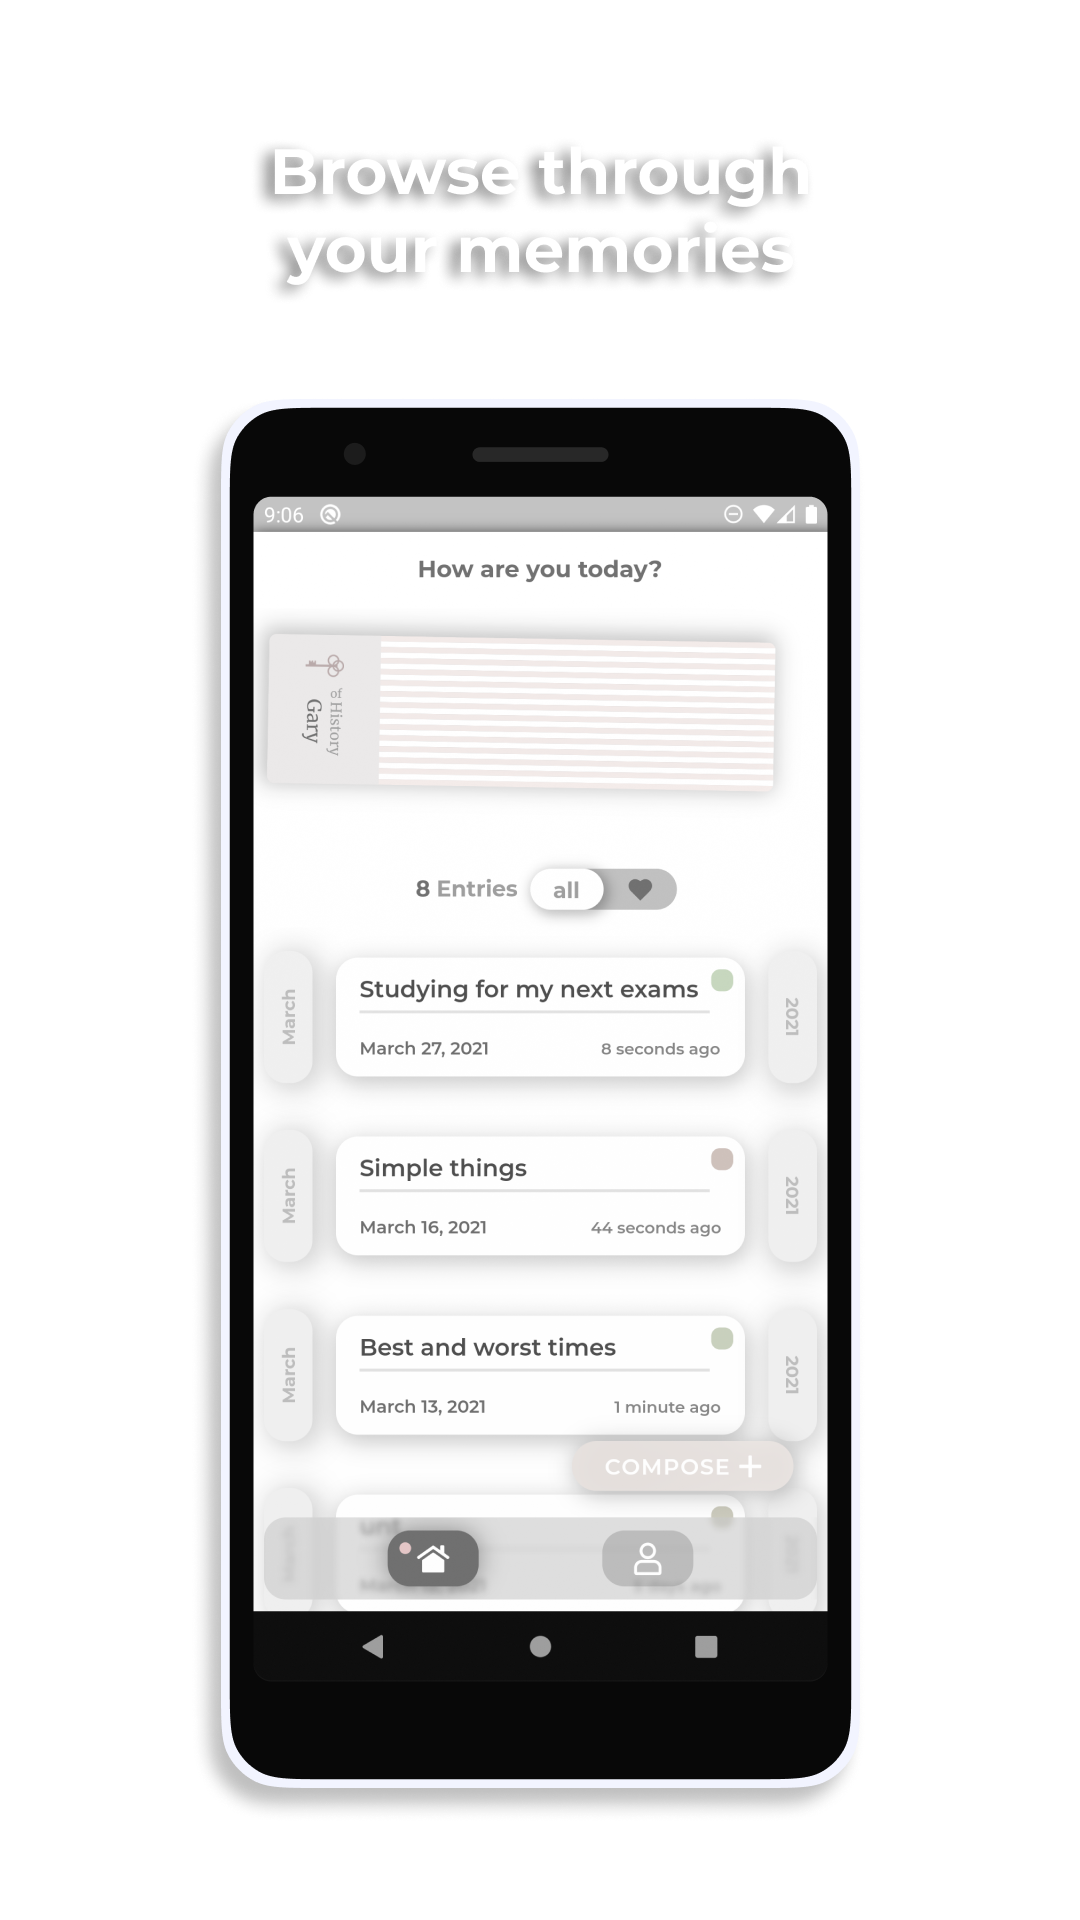 Browse through
your memories
9:06
How are you today?
of History
Gary
8 Entries
all
March
Studying for my next exams
March 27, 2021
8 seconds ago
2021
March
Simple things
March 16, 2021
44 seconds ago
2021
March
Best and worst times
March 13, 2021
1 minute ago
2021
COMPOSE